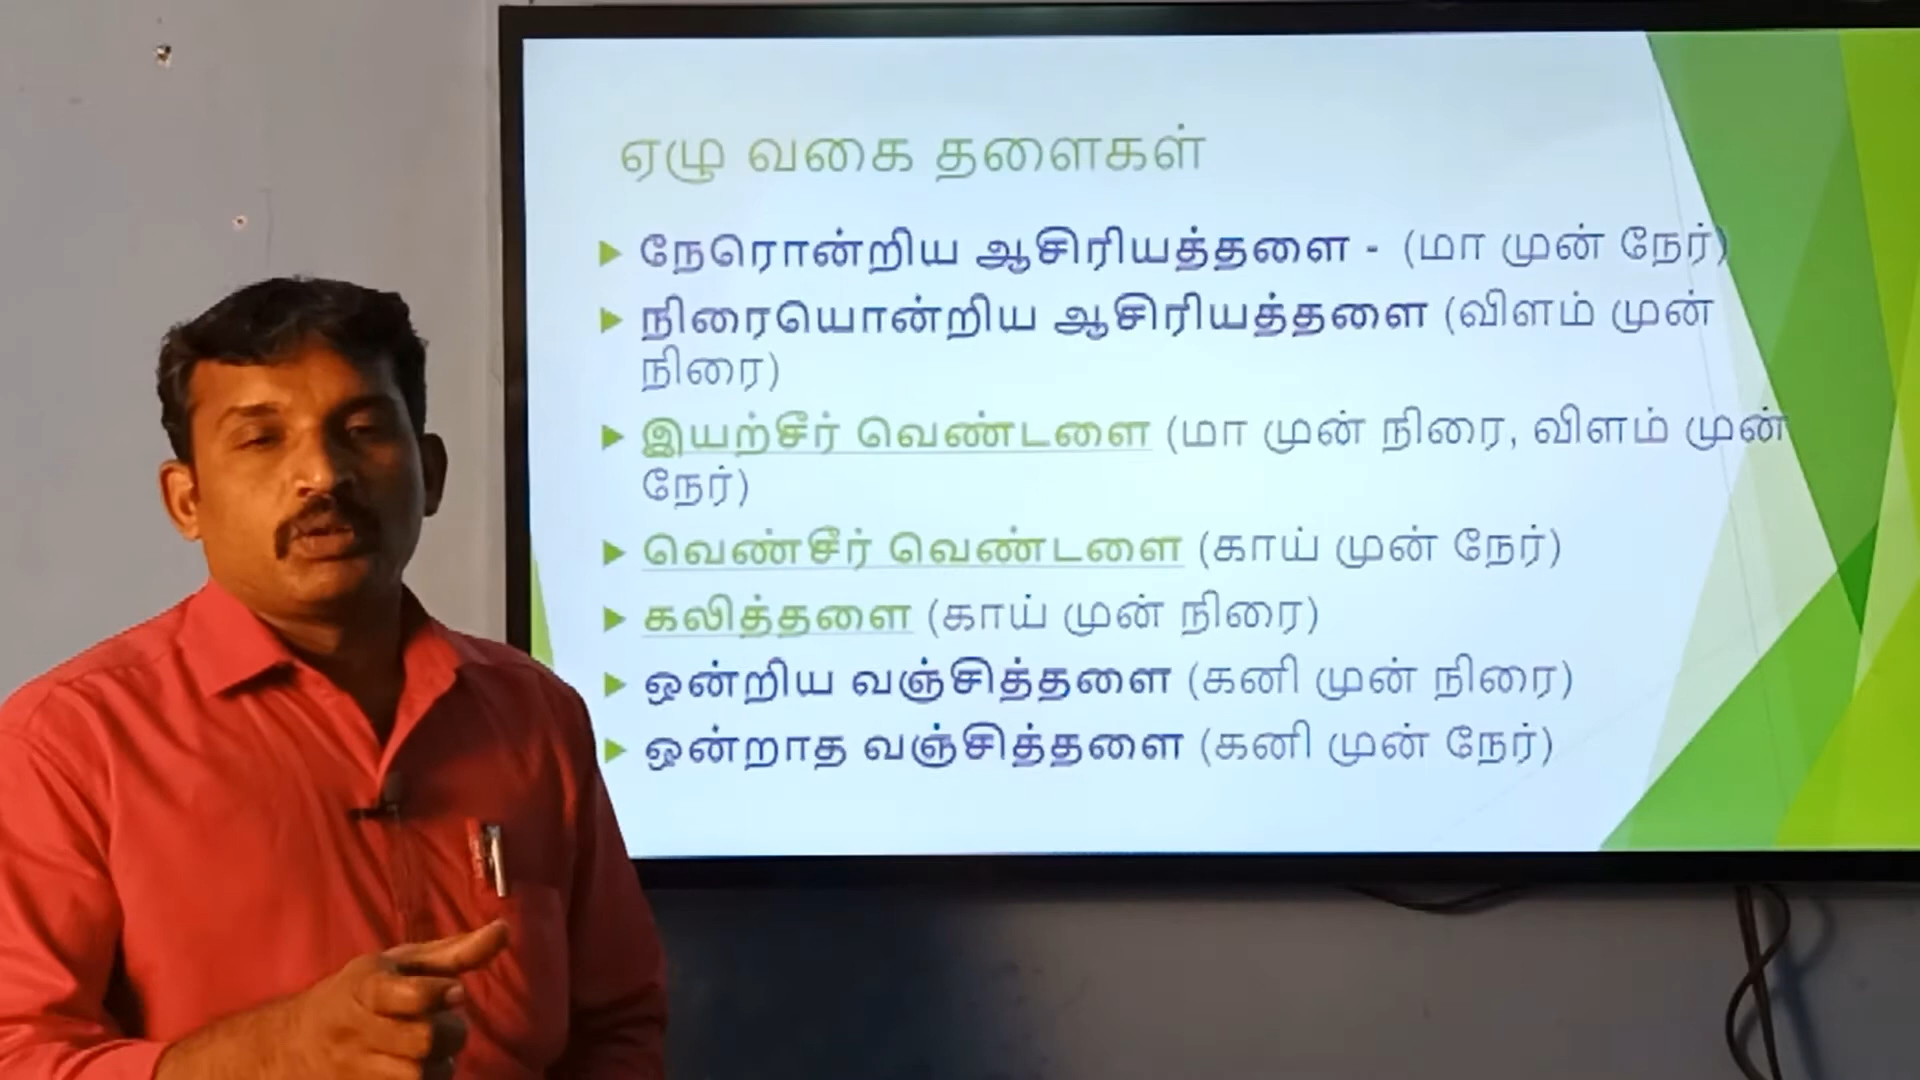 ஏழு வகை தளைகள்
நேரொன்றிய ஆசிரியத்தளை - (மா முன் நேர்)
நிரையொன்றிய ஆசிரியத்தளை (விளம் முன்
நிரை)
இயற்சீர் வெண்டளை (மா முன் நிரை, விளம் முன்
நேர்)
வெண்சீர் வெண்டளை (காய் முன் நேர்)
கலித்தளை (காய் முன் நிரை)
ஒன்றிய வஞ்சித்தளை (கனி முன் நிரை)
ஒன்றாத வஞ்சித்தளை (கனி முன் நேர்)